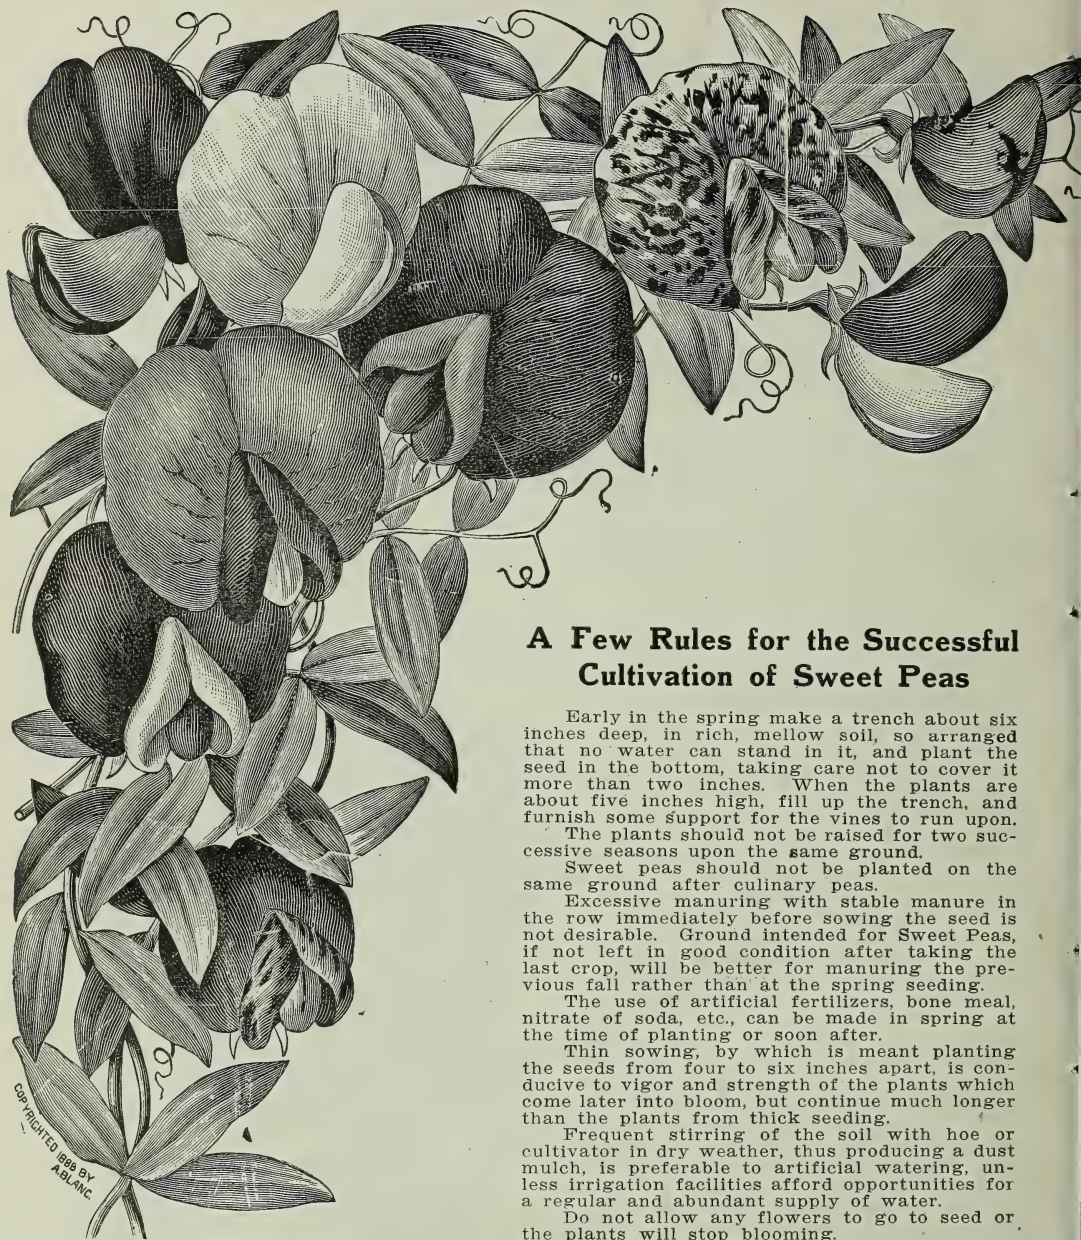 A Few Rules for the Successful
Cultivation of Sweet Peas
Early in the spring make a trench about six
inches deep, in rich, mellow soil, so arranged
that no water can stand in it, and plant the
seed in the bottom, taking care not to cover it
more than two inches. When the plants are
about five inches high, fill up the trench, and
furnish some support for the vines to run upon.
The plants should not be raised for two suc-
cessive seasons upon the same ground.
Sweet peas should not be planted on the
same ground after culinary peas.
Excessive manuring with stable manure in
the row immediately before sowing the seed is
not desirable. Ground intended for Sweet Peas,
if not left in good condition after taking the
last crop, will be better for manuring the pre-
vious fall rather than at the spring seeding.
The use of artificial fertilizers, bone meal,
nitrate of soda, etc., can be made in spring at
the time of planting or soon after.
Thin sowing, by which is meant planting
the seeds from four to six inches apart, is con-
ducive to vigor and strength of the plants which
come later into bloom, but continue much longer
than the plants from thick seeding.
Frequent stirring of the soil with hoe or
cultivator in dry weather, thus producing a dust
mulch, is preferable to artificial watering, un-
less irrigation facilities afford opportunities for
a regular and abundant supply of water.
Do not allow any flowers to go to seed or
the plants will stop blooming.
COPYRIGHTED 1888 BY
A.BLANC.